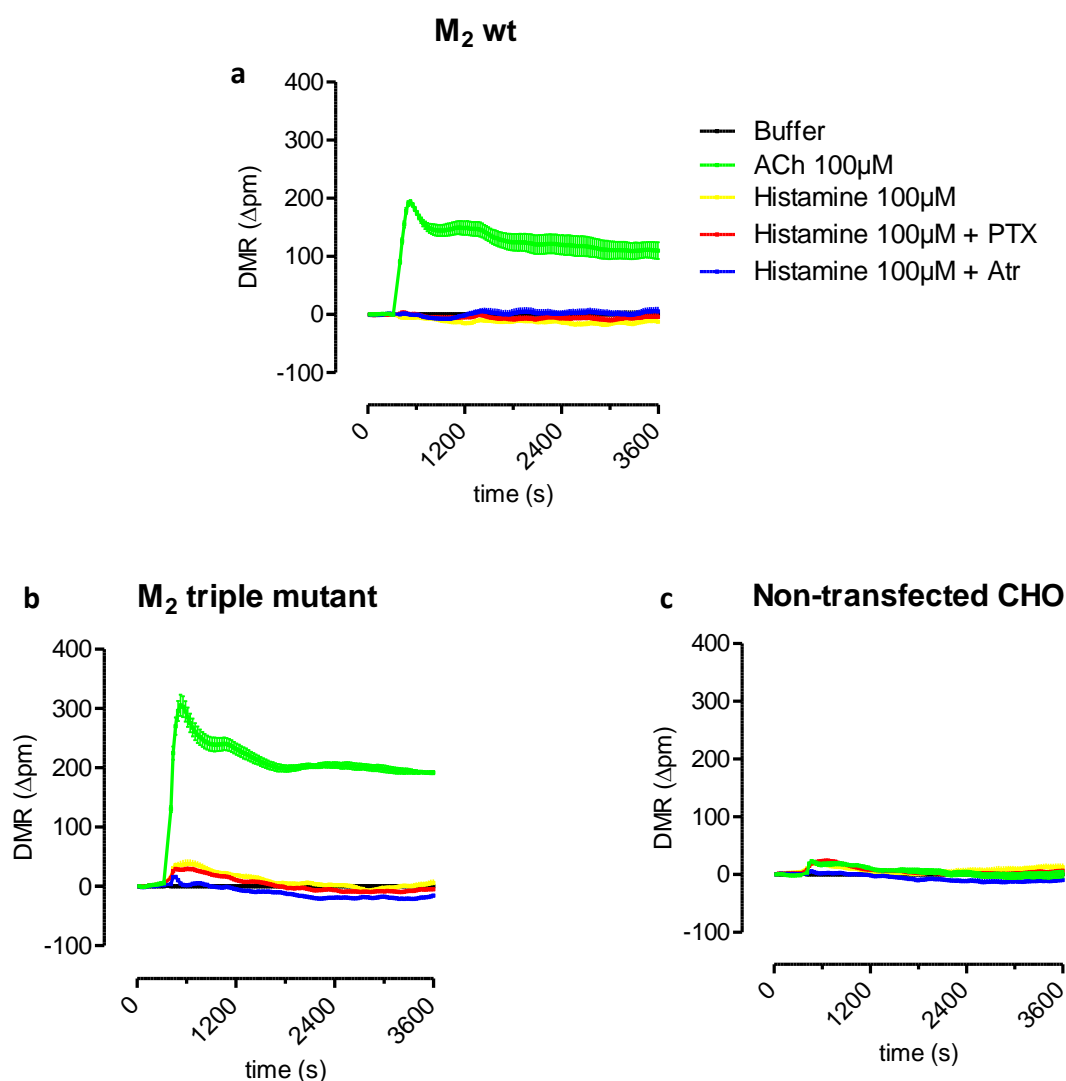 M₂ wt
a
400
300
200
100
0
-100
DMR (Δpm)
0 1200 2400 3600
time (s)
Buffer
ACh 100µM
Histamine 100µM
Histamine 100µM + PTX
Histamine 100µM + Atr
b M₂ triple mutant
400
300
200
100
0
-100
DMR (Δpm)
0 1200 2400 3600
time (s)
c Non-transfected CHO
400
300
200
100
0
-100
DMR (Δpm)
0 1200 2400 3600
time (s)